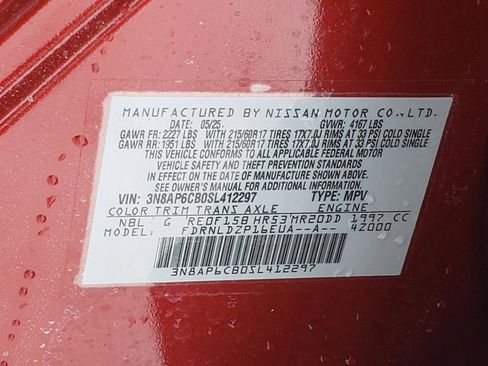 MANUFACTURED BY NISSAN MOTOR CO., LTD.
DATE: 05/25 GVWR: 4167 LBS
GAWR FR: 2227 LBS WITH 215/60R17 TIRES 17X7.0J RIMS AT 33 PSI COLD SINGLE
GAWR RR: 1951 LBS WITH 215/60R17 TIRES 17X7.0J RIMS AT 33 PSI COLD SINGLE
THIS VEHICLE CONFORMS TO ALL APPLICABLE FEDERAL MOTOR
VEHICLE SAFETY AND THEFT PREVENTION STANDARDS
IN EFFECT ON THE DATE OF MANUFACTURE SHOWN ABOVE.
SEE OWNER'S MANUAL FOR ADDITIONAL INFORMATION
VIN: 3N8AP6CB0SL412297 TYPE: MPV
COLOR TRIM TRANS AXLE ENGINE
NBL G RE0F15B HR53 MR20DD 1997 CC
MODEL: FDRNLDZP16EUA--A-- 4Z000
3N8AP6CB0SL412297